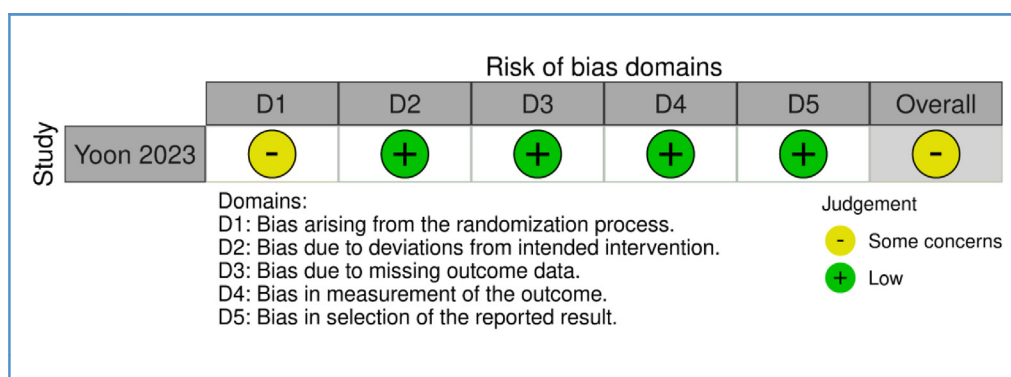 Risk of bias domains
D1 D2 D3 D4 D5 Overall
Study
Yoon 2023 - + + + + -
Domains:
D1: Bias arising from the randomization process.
D2: Bias due to deviations from intended intervention.
D3: Bias due to missing outcome data.
D4: Bias in measurement of the outcome.
D5: Bias in selection of the reported result.
Judgement
- Some concerns
+ Low